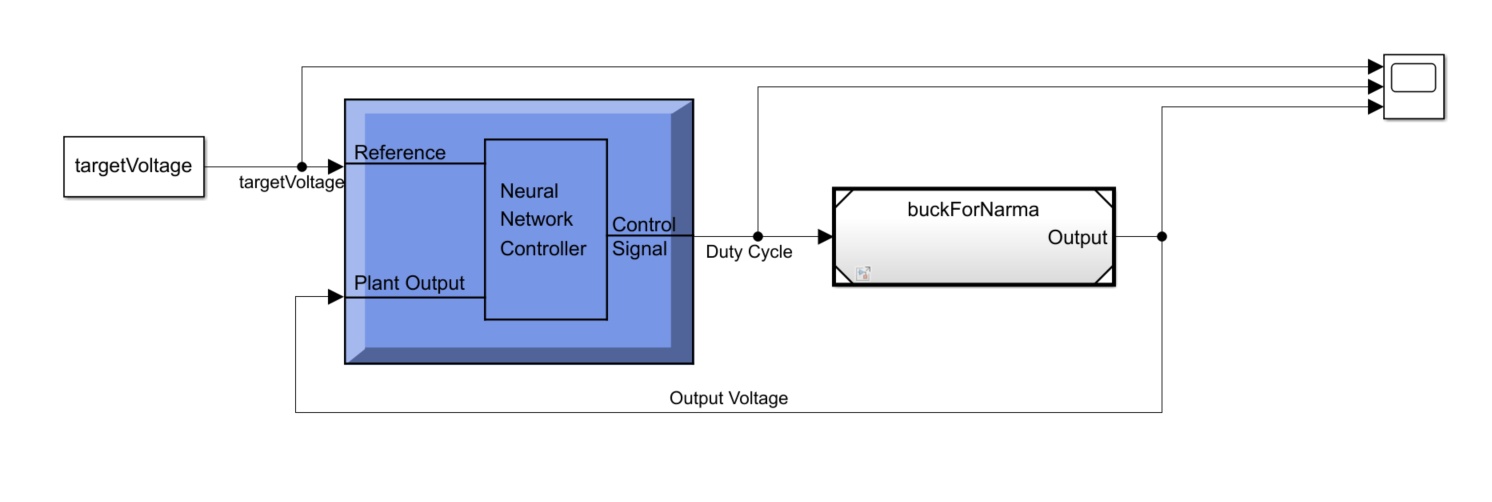 targetVoltage
targetVoltage
Reference
Neural
Network
Controller
Control
Signal
Plant Output
Duty Cycle
buckForNarma
Output
Output Voltage